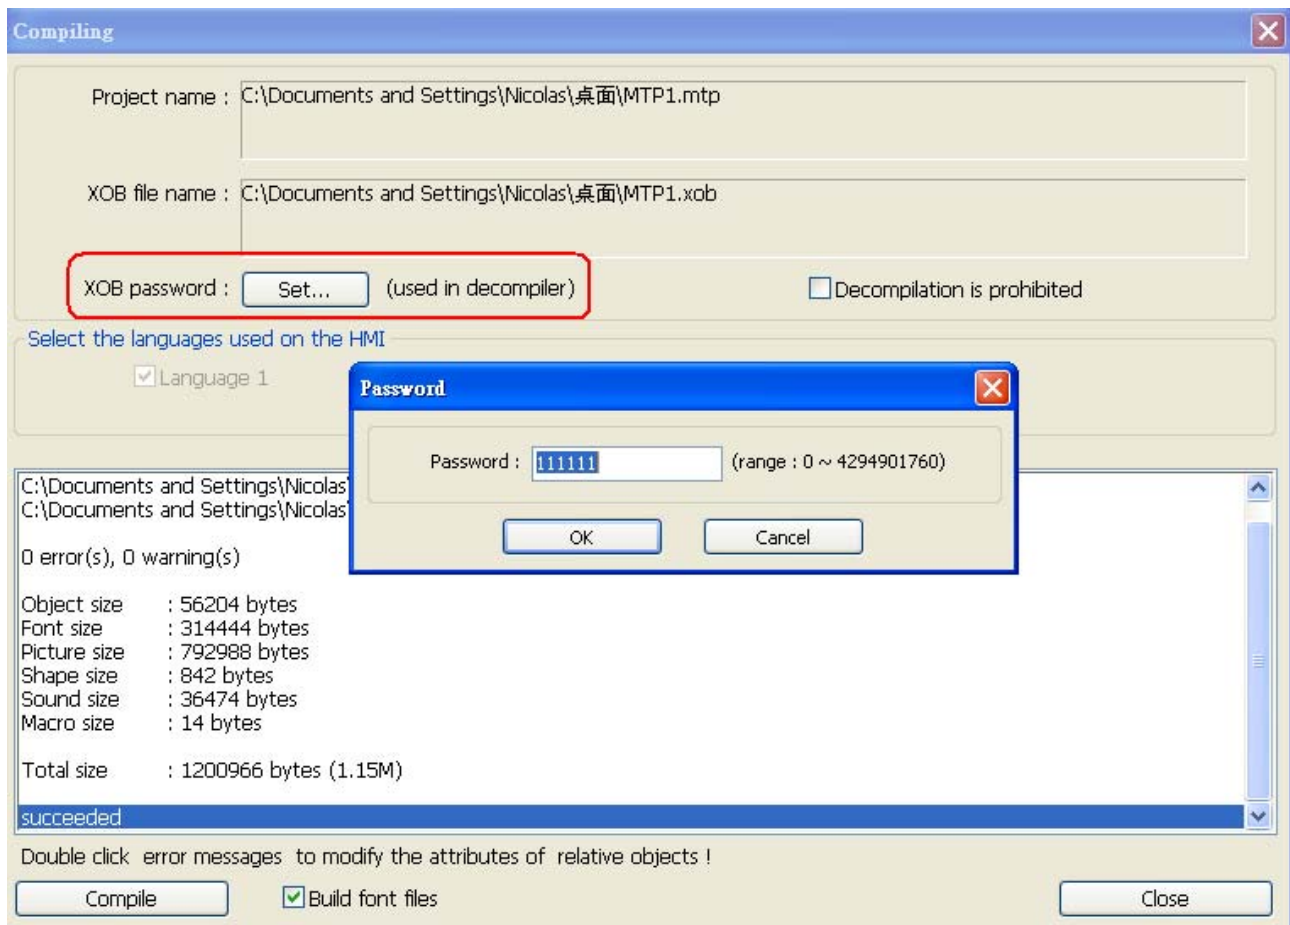 Compiling
Project name : C:\Documents and Settings\Nicolas\桌面\MTP1.mtp
XOB file name : C:\Documents and Settings\Nicolas\桌面\MTP1.xob
XOB password : Set... (used in decompiler) Decompilation is prohibited
Select the languages used on the HMI
Language 1
Password
Password : 111111 (range : 0 ~ 4294901760)
OK Cancel
C:\Documents and Settings\Nicolas
C:\Documents and Settings\Nicolas
0 error(s), 0 warning(s)
Object size : 56204 bytes
Font size : 314444 bytes
Picture size : 792988 bytes
Shape size : 842 bytes
Sound size : 36474 bytes
Macro size : 14 bytes
Total size : 1200966 bytes (1.15M)
succeeded
Double click error messages to modify the attributes of relative objects !
Compile Build font files Close